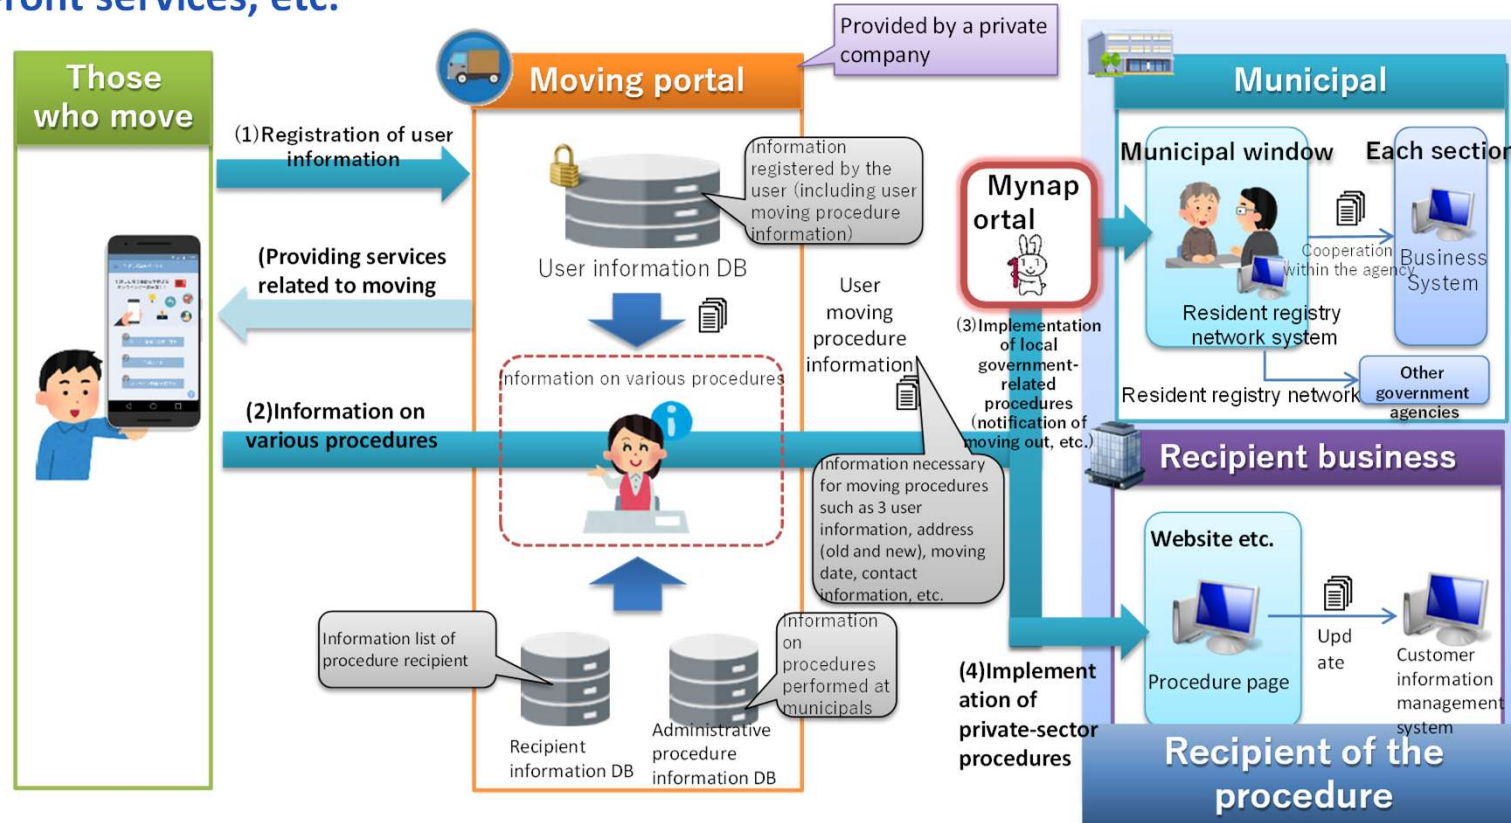 front services, etc.
Those
who move
(1)Registration of user
information
(Providing services
related to moving
(2)Information on
various procedures
Moving portal
Provided by a private
company
Information
registered by the
user (including user
moving procedure
information)
User information DB
Information on various procedures
Information list of
procedure recipient
Information
on
procedures
performed at
municipals
Recipient
information DB
Administrative
procedure
information DB
User
moving
procedure
information
Information necessary
for moving procedures
such as 3 user
information, address
(old and new), moving
date, contact
information, etc.
Mynap
ortal
(3)Implementation
of local
government-
related
procedures
(notification of
moving out, etc.)
(4)Implement
ation of
private-sector
procedures
Municipal
Municipal window
Each section
Cooperation
within the agency
Business
System
Resident registry
network system
Resident registry network
Other
government
agencies
Recipient business
Website etc.
Procedure page
Upd
ate
Customer
information
management
system
Recipient of the
procedure